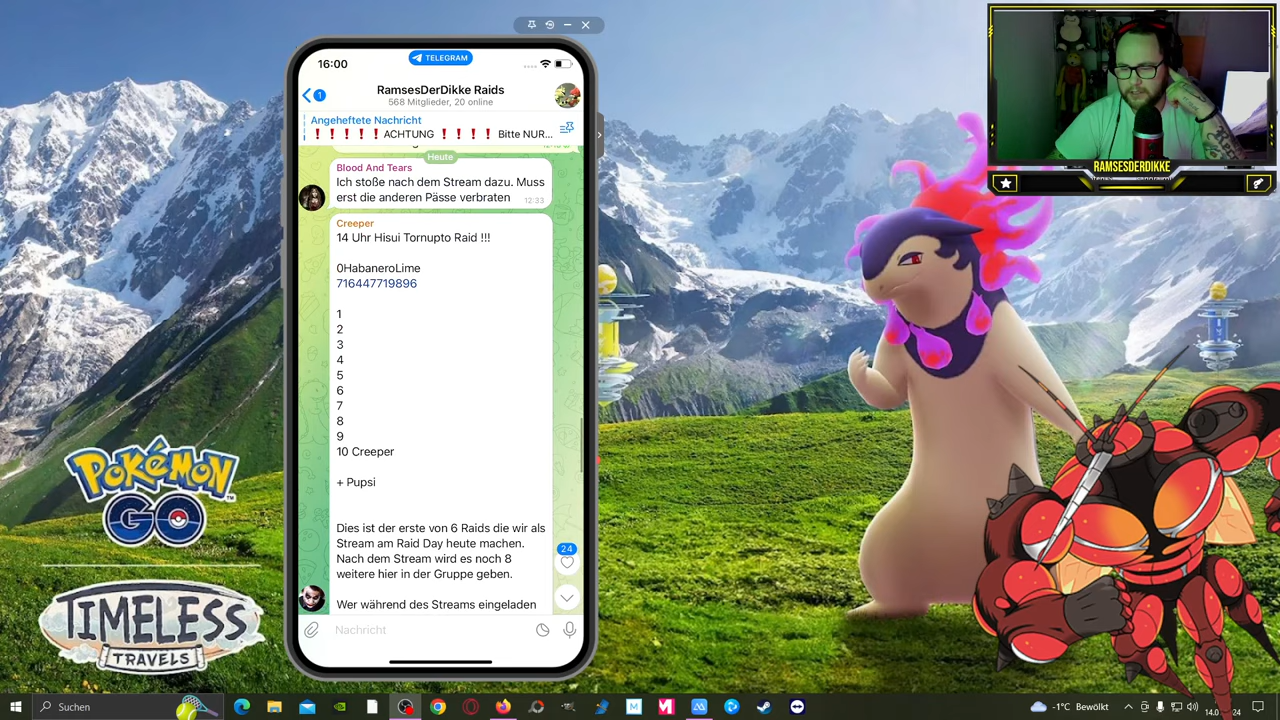 16:00
TELEGRAM
1
RamsesDerDikke Raids
568 Mitglieder, 20 online
Angeheftete Nachricht
❗❗❗❗❗ACHTUNG❗❗❗❗ Bitte NUR...
Heute
Blood And Tears
Ich stoße nach dem Stream dazu. Muss
erst die anderen Pässe verbraten
12:33
Creeper
14 Uhr Hisui Tornupto Raid !!!
0HabaneroLime
716447719896
1
2
3
4
5
6
7
8
9
10 Creeper
+ Pupsi
Dies ist der erste von 6 Raids die wir als
Stream am Raid Day heute machen.
Nach dem Stream wird es noch 8
weitere hier in der Gruppe geben.
24
Wer während des Streams eingeladen
Nachricht
RAMSESDERDIKKE
POKéMON
GO
TM
TIMELESS
TRAVELS
Suchen
-1°C Bewölkt